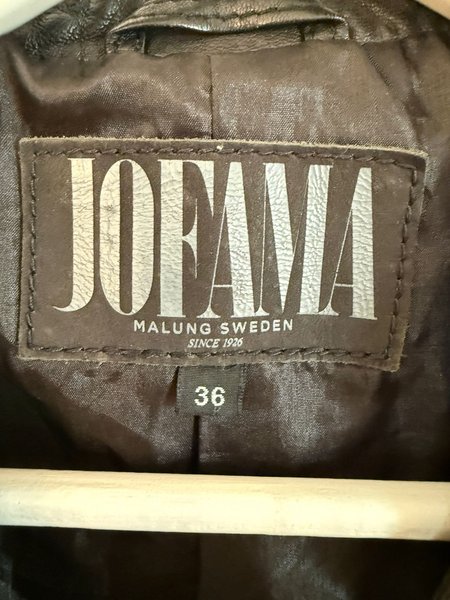 JOFAMA
MALUNG SWEDEN
SINCE 1926
36